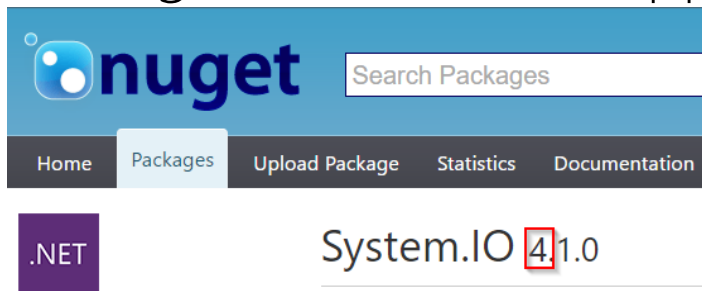 nuget
Search Packages
Home Packages Upload Package Statistics Documentation
.NET
System.IO 4.1.0